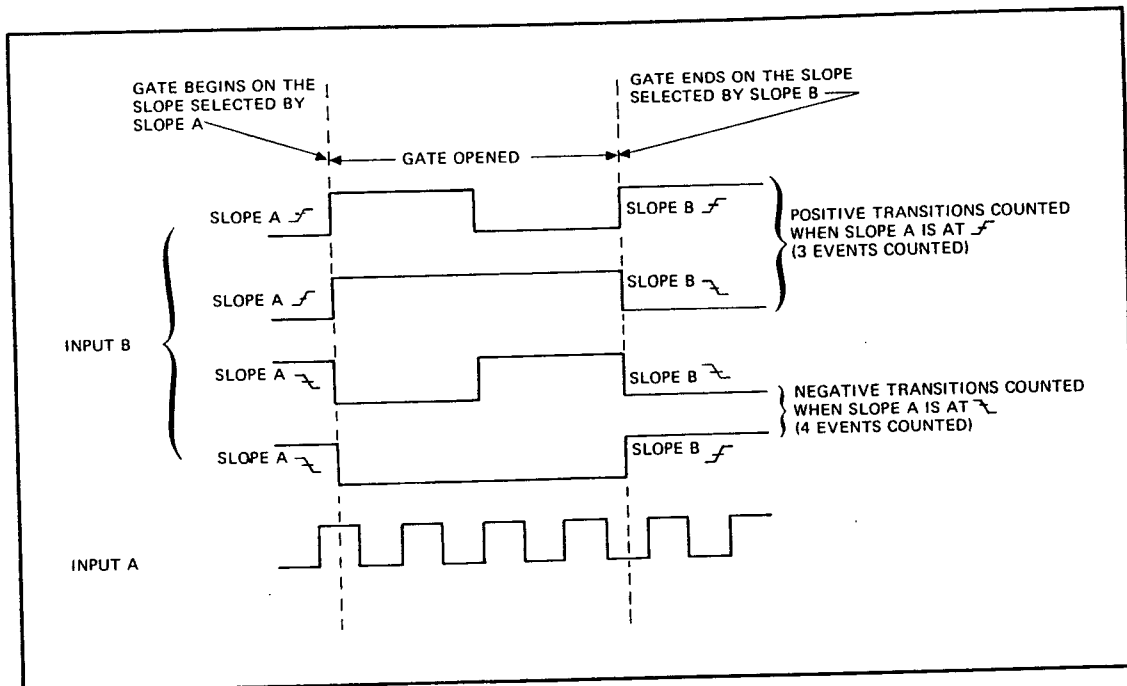 GATE BEGINS ON THE
SLOPE SELECTED BY
SLOPE A
GATE ENDS ON THE SLOPE
SELECTED BY SLOPE B
GATE OPENED
SLOPE A
SLOPE B
POSITIVE TRANSITIONS COUNTED
WHEN SLOPE A IS AT
(3 EVENTS COUNTED)
SLOPE A
SLOPE B
INPUT B
SLOPE A
SLOPE B
NEGATIVE TRANSITIONS COUNTED
WHEN SLOPE A IS AT
(4 EVENTS COUNTED)
SLOPE A
SLOPE B
INPUT A